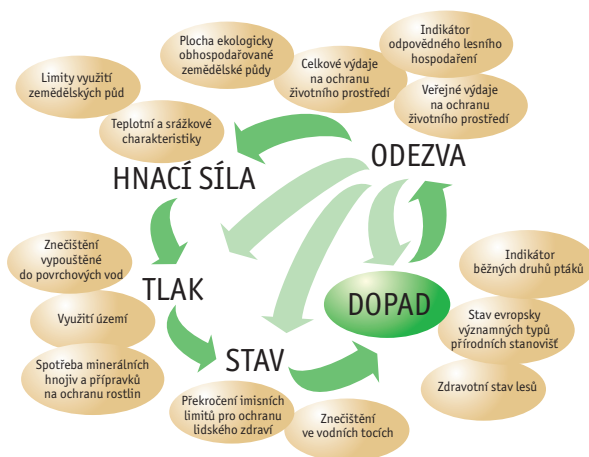 Indikátor
odpovědného lesního
hospodaření
Plocha ekologicky
obhospodařované
zemědělské půdy
Celkové výdaje
na ochranu
životního prostředí
Limity využití
zemědělských půd
Veřejné výdaje
na ochranu
životního prostředí
Teplotní a srážkové
charakteristiky
ODEZVA
HNACÍ SÍLA
Znečištění
vypouštěné
do povrchových vod
Indikátor
běžných druhů ptáků
TLAK
DOPAD
Využití území
Stav evropsky
významných typů
přírodních stanovišť
STAV
Spotřeba minerálních
hnojiv a přípravků
na ochranu rostlin
Zdravotní stav lesů
Překročení imisních
limitů pro ochranu
lidského zdraví
Znečištění
ve vodních tocích